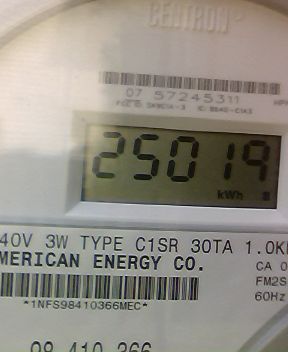 CENTRON
07 57245311
25019
kWh
40V 3W TYPE C1SR 30TA 1.0K
MERICAN ENERGY CO.
CA 0
FM2S
60Hz
*1NFS98410366MEC*
98 410 366